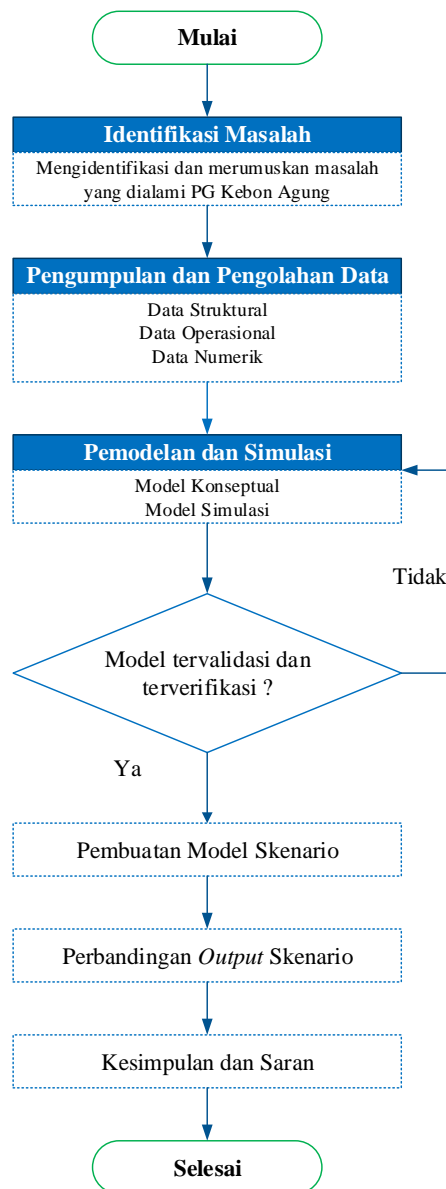 Mulai
Identifikasi Masalah
Mengidentifikasi dan merumuskan masalah
yang dialami PG Kebon Agung
Pengumpulan dan Pengolahan Data
Data Struktural
Data Operasional
Data Numerik
Pemodelan dan Simulasi
Model Konseptual
Model Simulasi
Tidak
Model tervalidasi dan
terverifikasi ?
Ya
Pembuatan Model Skenario
Perbandingan Output Skenario
Kesimpulan dan Saran
Selesai